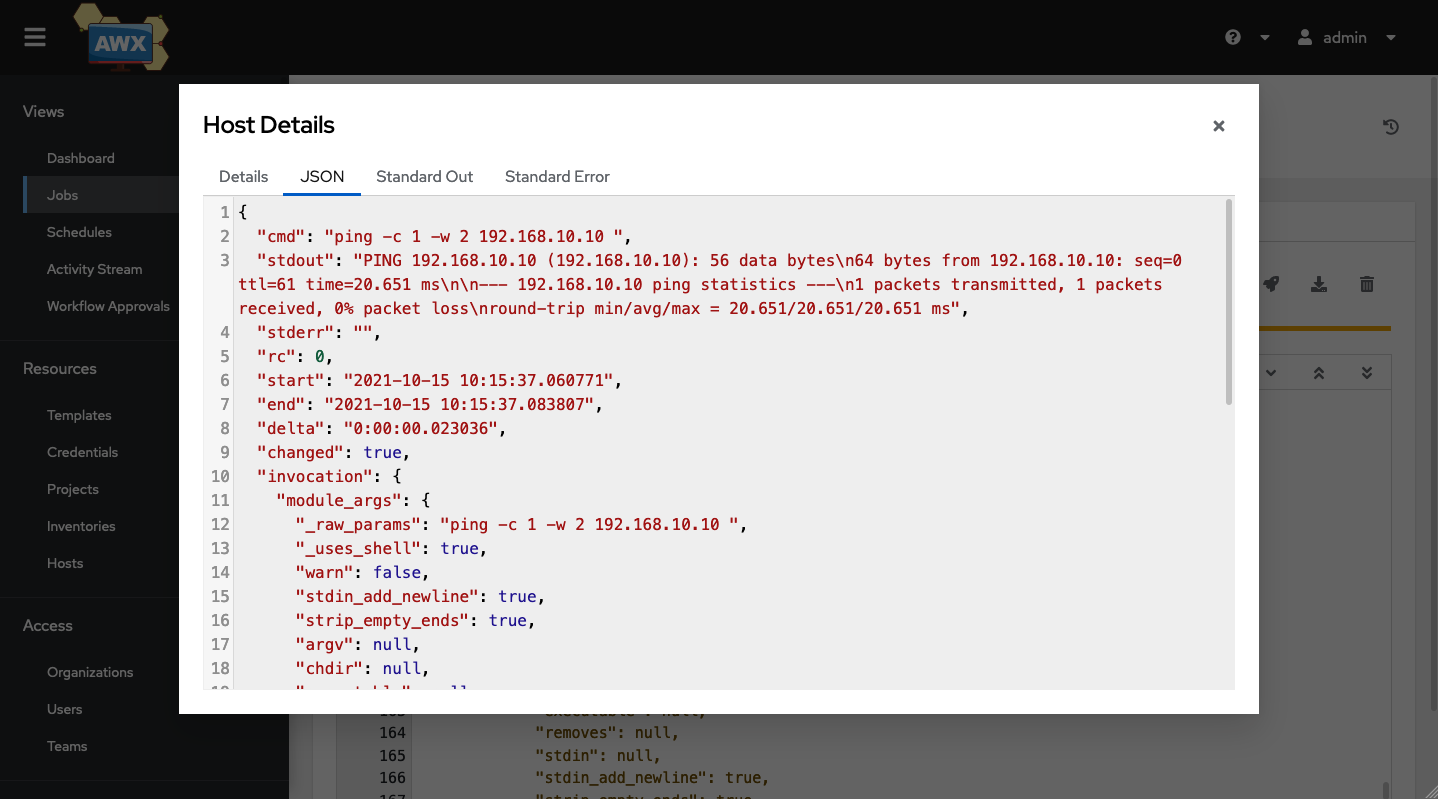 AWX
admin
Views
Dashboard
Jobs
Schedules
Activity Stream
Workflow Approvals
Resources
Templates
Credentials
Projects
Inventories
Hosts
Access
Organizations
Users
Teams
Host Details
Details JSON Standard Out Standard Error
1 {
2 "cmd": "ping -c 1 -w 2 192.168.10.10 ",
3 "stdout": "PING 192.168.10.10 (192.168.10.10): 56 data bytes\n64 bytes from 192.168.10.10: seq=0
ttl=61 time=20.651 ms\n\n--- 192.168.10.10 ping statistics ---\n1 packets transmitted, 1 packets
received, 0% packet loss\nround-trip min/avg/max = 20.651/20.651/20.651 ms",
4 "stderr": "",
5 "rc": 0,
6 "start": "2021-10-15 10:15:37.060771",
7 "end": "2021-10-15 10:15:37.083807",
8 "delta": "0:00:00.023036",
9 "changed": true,
10 "invocation": {
11 "module_args": {
12 "_raw_params": "ping -c 1 -w 2 192.168.10.10 ",
13 "_uses_shell": true,
14 "warn": false,
15 "stdin_add_newline": true,
16 "strip_empty_ends": true,
17 "argv": null,
18 "chdir": null,
164 "removes": null,
165 "stdin": null,
166 "stdin_add_newline": true,